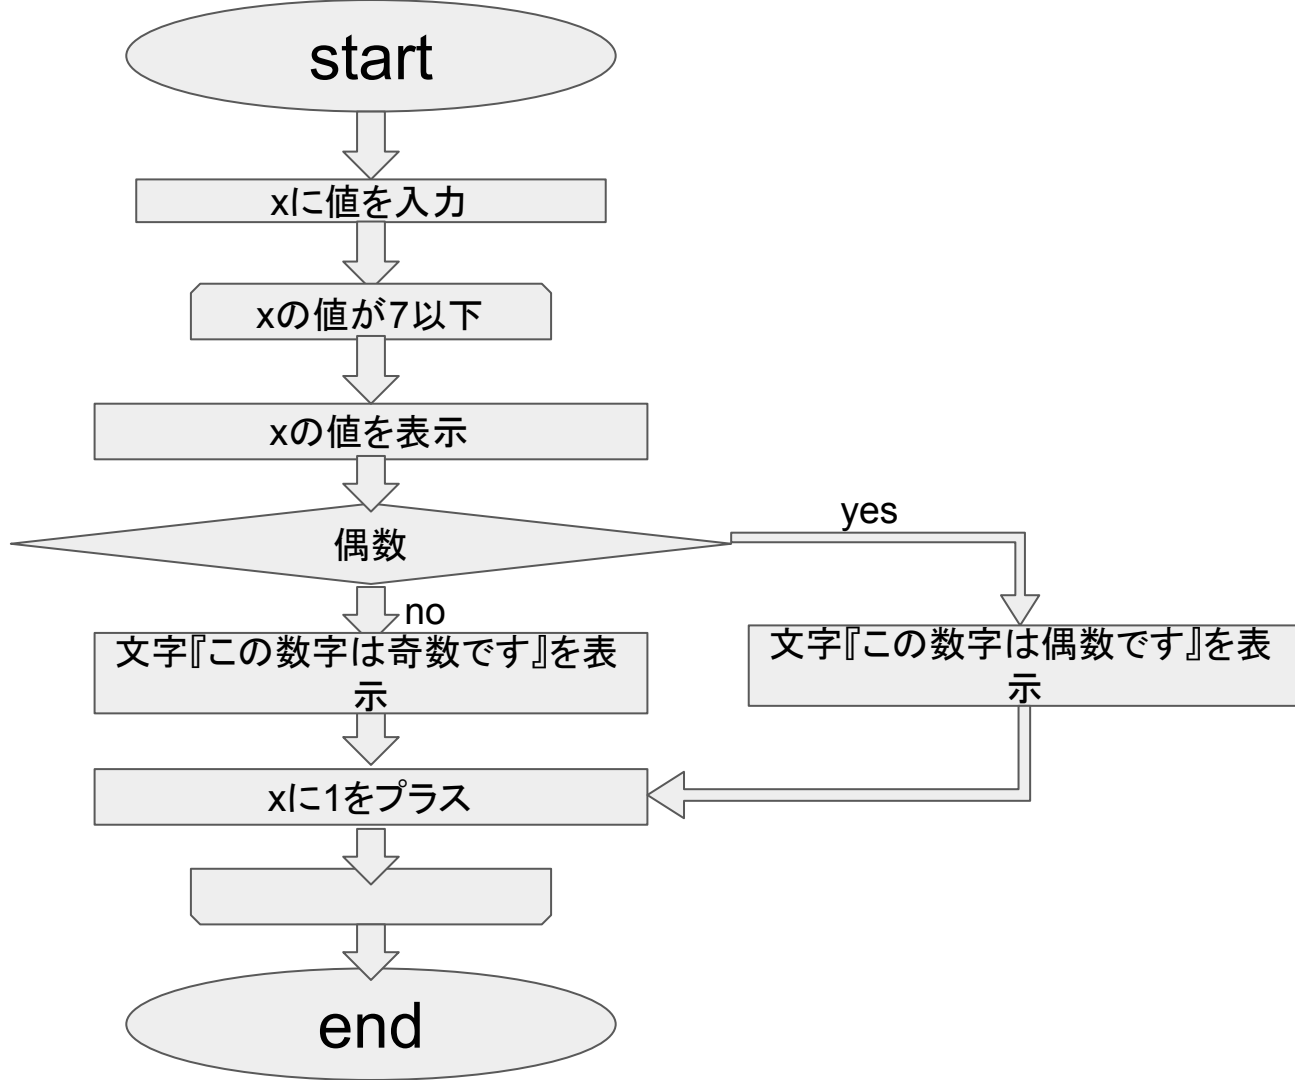 start
xに値を入力
xの値が7以下
xの値を表示
偶数
yes
no
文字『この数字は奇数です』を表
示
文字『この数字は偶数です』を表
示
xに1をプラス
end